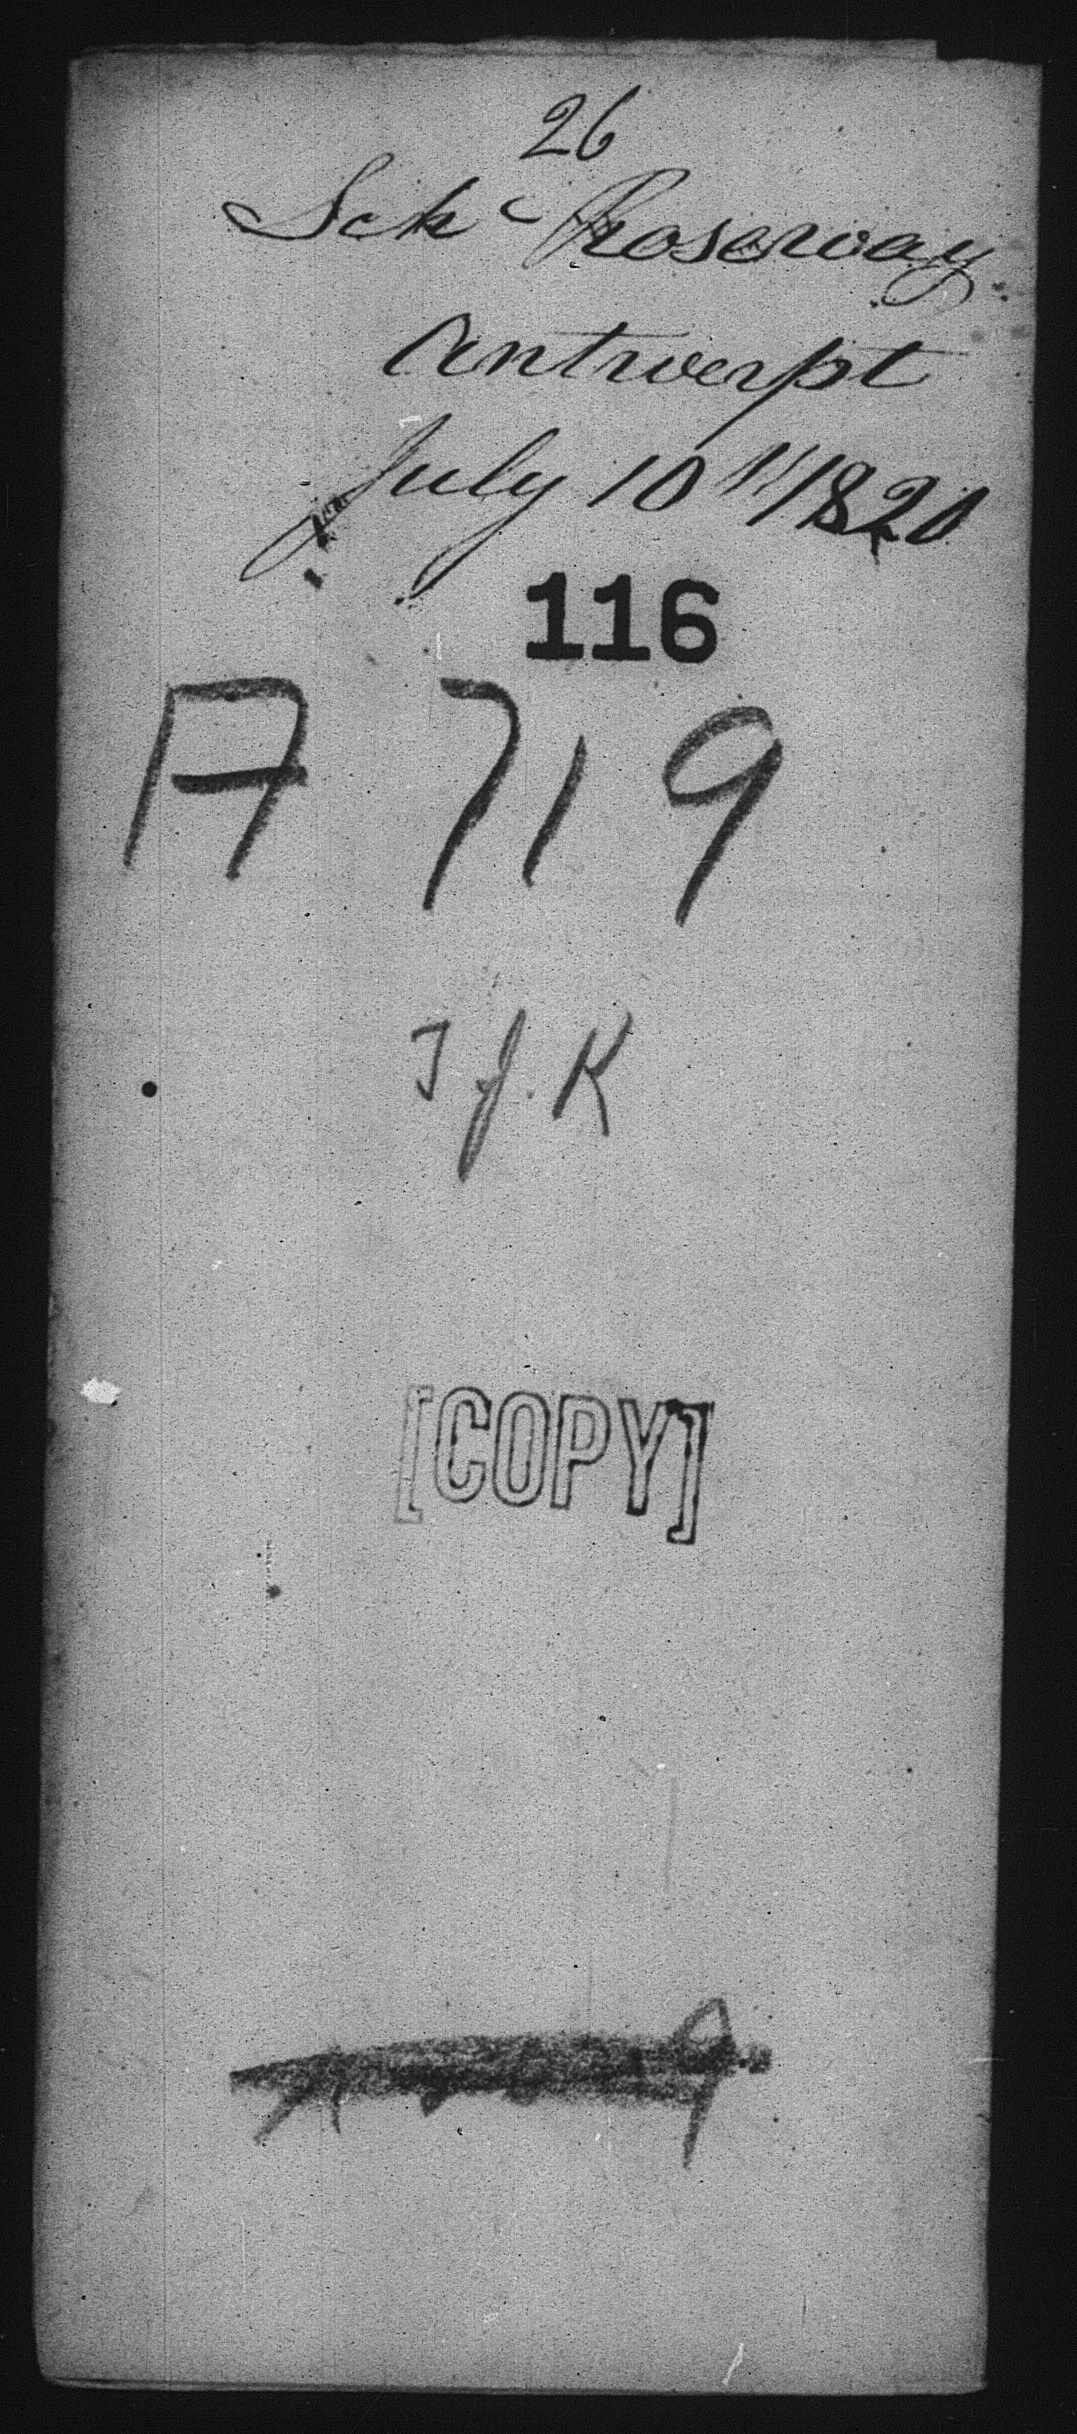 26
Sch Roseway
Antwerpt
July 10th 1820
116
A 719
J J. K
[COPY]